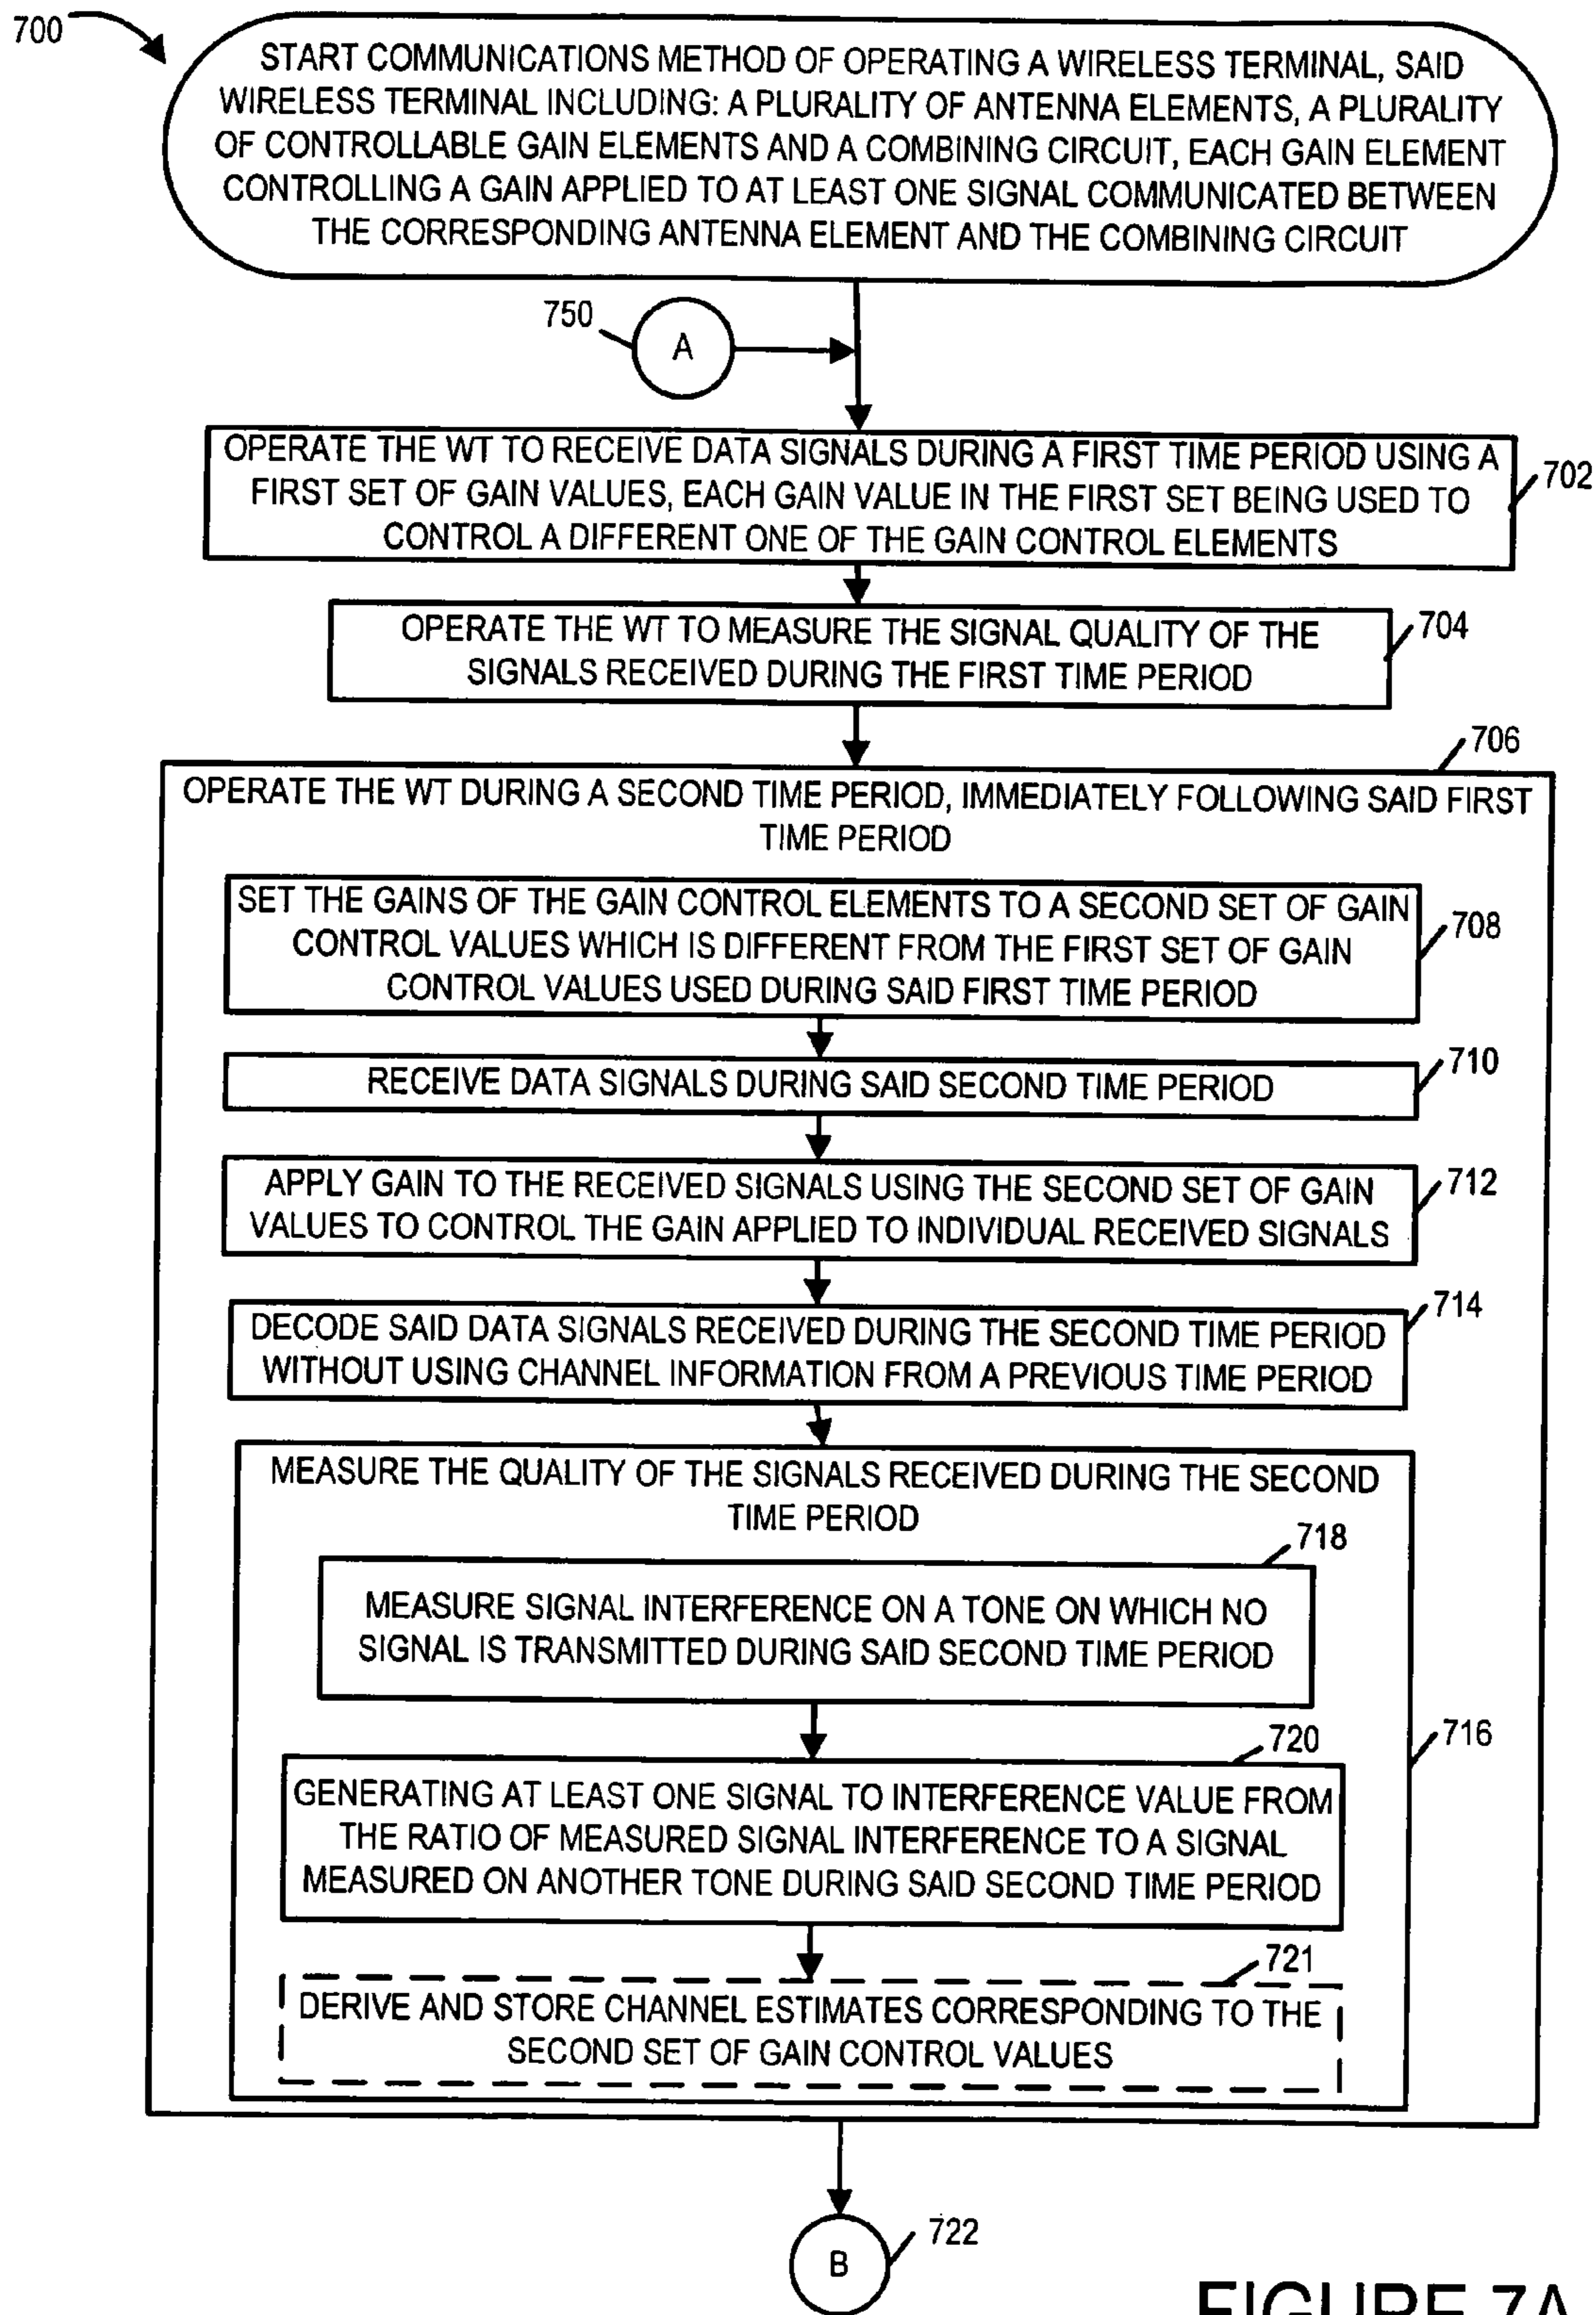 700
START COMMUNICATIONS METHOD OF OPERATING A WIRELESS TERMINAL, SAID
WIRELESS TERMINAL INCLUDING: A PLURALITY OF ANTENNA ELEMENTS, A PLURALITY
OF CONTROLLABLE GAIN ELEMENTS AND A COMBINING CIRCUIT, EACH GAIN ELEMENT
CONTROLLING A GAIN APPLIED TO AT LEAST ONE SIGNAL COMMUNICATED BETWEEN
THE CORRESPONDING ANTENNA ELEMENT AND THE COMBINING CIRCUIT
750
A
OPERATE THE WT TO RECEIVE DATA SIGNALS DURING A FIRST TIME PERIOD USING A
FIRST SET OF GAIN VALUES, EACH GAIN VALUE IN THE FIRST SET BEING USED TO
CONTROL A DIFFERENT ONE OF THE GAIN CONTROL ELEMENTS
702
OPERATE THE WT TO MEASURE THE SIGNAL QUALITY OF THE
SIGNALS RECEIVED DURING THE FIRST TIME PERIOD
704
706
OPERATE THE WT DURING A SECOND TIME PERIOD, IMMEDIATELY FOLLOWING SAID FIRST
TIME PERIOD
SET THE GAINS OF THE GAIN CONTROL ELEMENTS TO A SECOND SET OF GAIN
CONTROL VALUES WHICH IS DIFFERENT FROM THE FIRST SET OF GAIN
CONTROL VALUES USED DURING SAID FIRST TIME PERIOD
708
RECEIVE DATA SIGNALS DURING SAID SECOND TIME PERIOD
710
APPLY GAIN TO THE RECEIVED SIGNALS USING THE SECOND SET OF GAIN
VALUES TO CONTROL THE GAIN APPLIED TO INDIVIDUAL RECEIVED SIGNALS
712
DECODE SAID DATA SIGNALS RECEIVED DURING THE SECOND TIME PERIOD
WITHOUT USING CHANNEL INFORMATION FROM A PREVIOUS TIME PERIOD
714
MEASURE THE QUALITY OF THE SIGNALS RECEIVED DURING THE SECOND
TIME PERIOD
718
MEASURE SIGNAL INTERFERENCE ON A TONE ON WHICH NO
SIGNAL IS TRANSMITTED DURING SAID SECOND TIME PERIOD
716
720
GENERATING AT LEAST ONE SIGNAL TO INTERFERENCE VALUE FROM
THE RATIO OF MEASURED SIGNAL INTERFERENCE TO A SIGNAL
MEASURED ON ANOTHER TONE DURING SAID SECOND TIME PERIOD
721
DERIVE AND STORE CHANNEL ESTIMATES CORRESPONDING TO THE
SECOND SET OF GAIN CONTROL VALUES
B
722
FIGURE 7A